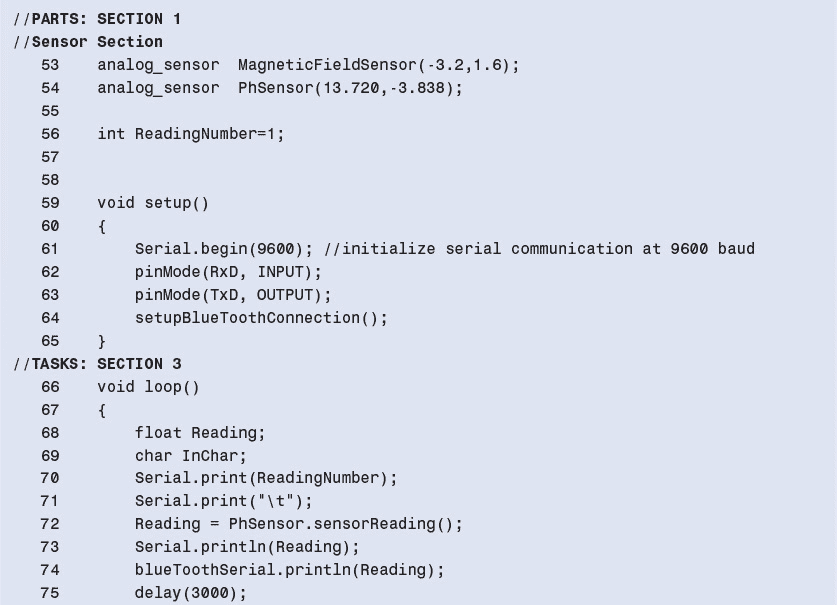 //PARTS: SECTION 1
//Sensor Section
53    analog_sensor  MagneticFieldSensor(-3.2,1.6);
54    analog_sensor  PhSensor(13.720,-3.838);
55
56    int ReadingNumber=1;
57
58
59    void setup()
60    {
61        Serial.begin(9600); //initialize serial communication at 9600 baud
62        pinMode(RxD, INPUT);
63        pinMode(TxD, OUTPUT);
64        setupBlueToothConnection();
65    }
//TASKS: SECTION 3
66    void loop()
67    {
68        float Reading;
69        char InChar;
70        Serial.print(ReadingNumber);
71        Serial.print("\t");
72        Reading = PhSensor.sensorReading();
73        Serial.println(Reading);
74        blueToothSerial.println(Reading);
75        delay(3000);